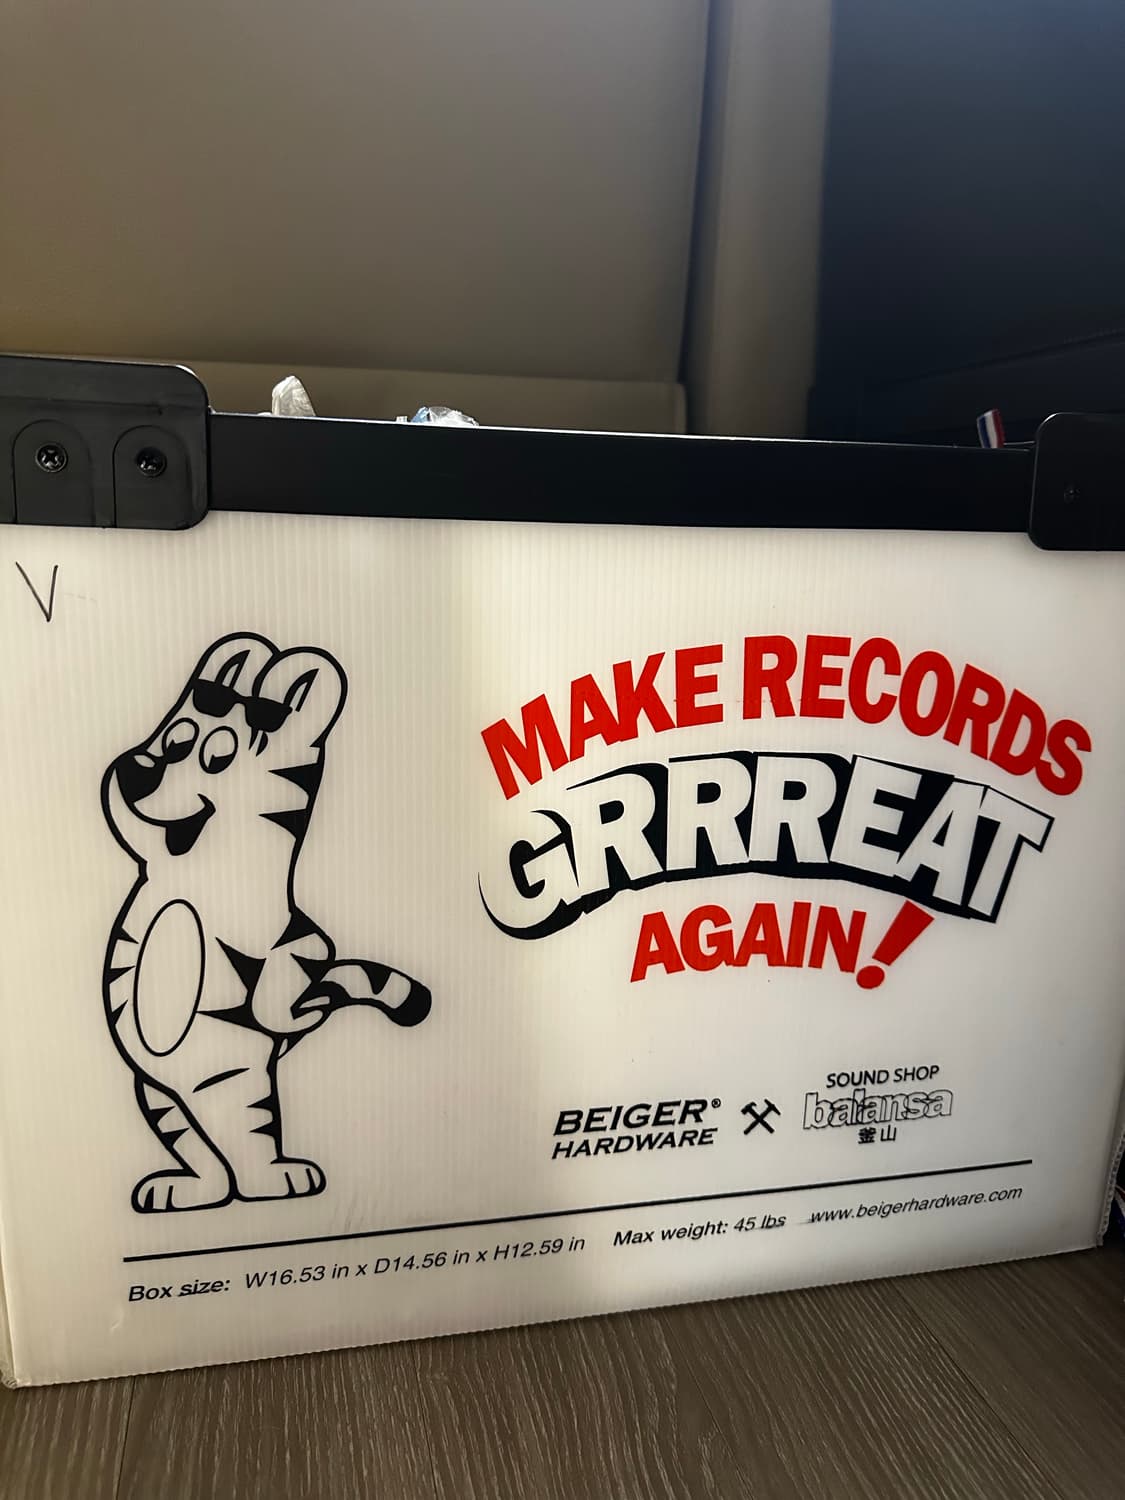 V
MAKE RECORDS
GRRREAT
AGAIN!
BEIGER®
HARDWARE
SOUND SHOP
balansa
釜山
Box size: W16.53 in x D14.56 in x H12.59 in Max weight: 45 lbs www.beigerhardware.com